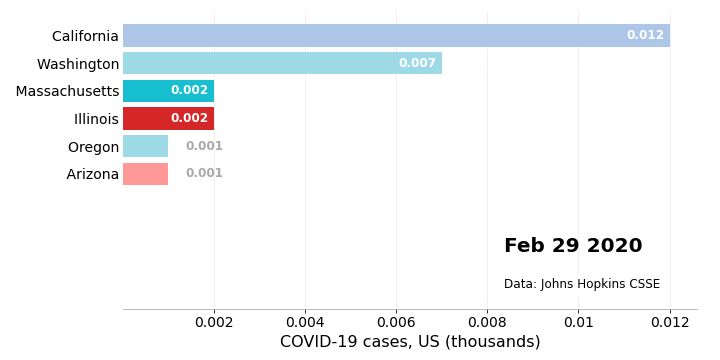 California 0.012
Washington 0.007
Massachusetts 0.002
Illinois 0.002
Oregon 0.001
Arizona 0.001
Feb 29 2020
Data: Johns Hopkins CSSE
0.002 0.004 0.006 0.008 0.01 0.012
COVID-19 cases, US (thousands)